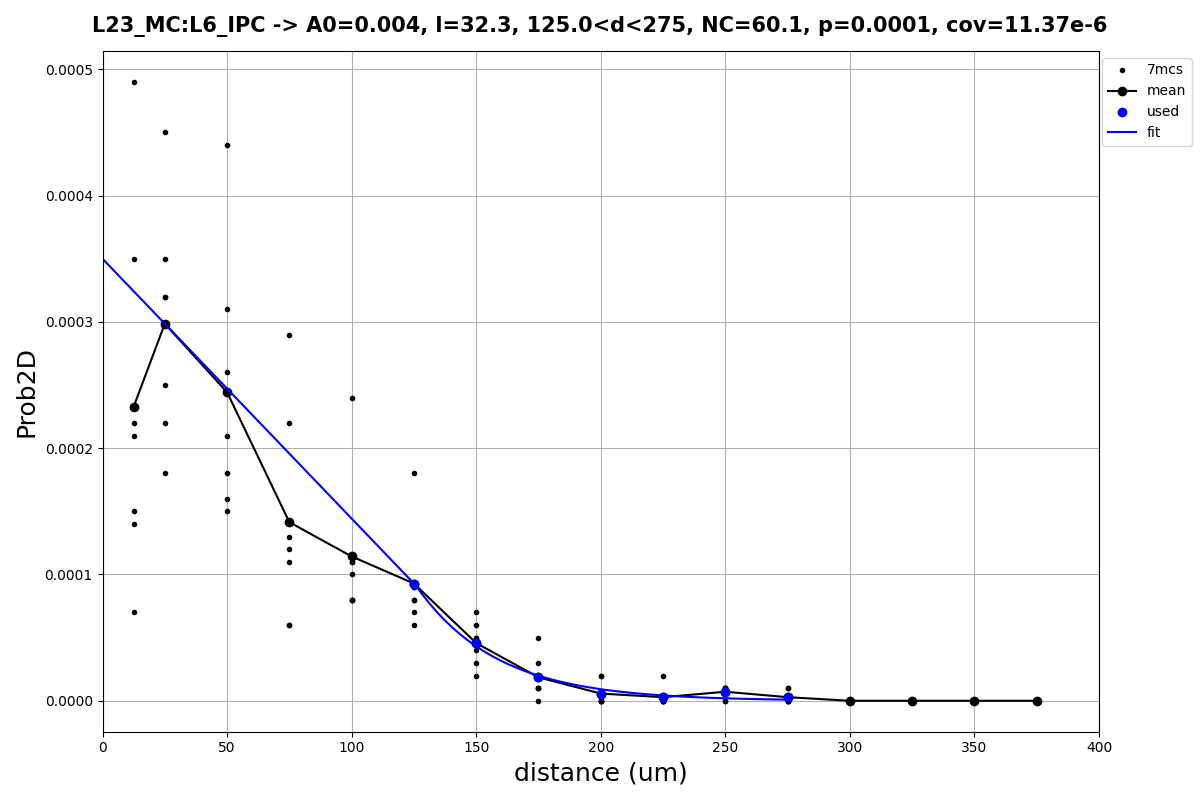 L23_MC:L6_IPC -> A0=0.004, l=32.3, 125.0<d<275, NC=60.1, p=0.0001, cov=11.37e-6
7mcs
mean
used
fit
Prob2D
0.0005
0.0004
0.0003
0.0002
0.0001
0.0000
0 50 100 150 200 250 300 350 400
distance (um)